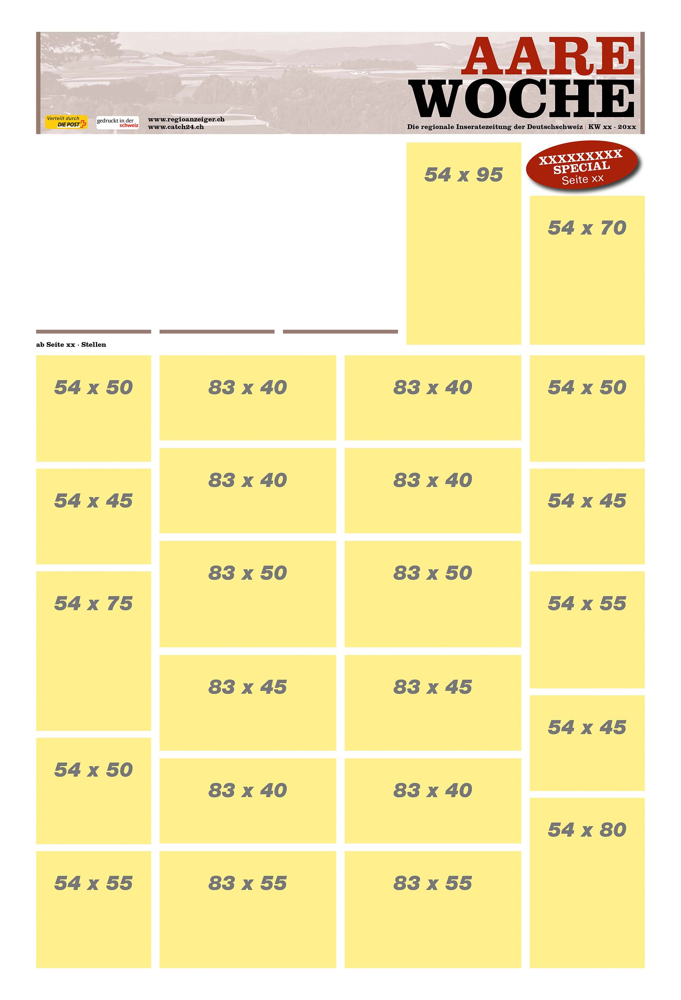 AARE
WOCHE
Verteilt durch
DIE POST
gedruckt in der
schweiz
www.regioanzeiger.ch
www.catch24.ch
Die regionale Inseratezeitung der Deutschschweiz | KW xx · 20xx
54 x 95
XXXXXXXXX
SPECIAL
Seite xx
54 x 70
ab Seite xx · Stellen
54 x 50
83 x 40
83 x 40
54 x 50
83 x 40
83 x 40
54 x 45
54 x 45
83 x 50
83 x 50
54 x 75
54 x 55
83 x 45
83 x 45
54 x 45
54 x 50
83 x 40
83 x 40
54 x 80
54 x 55
83 x 55
83 x 55